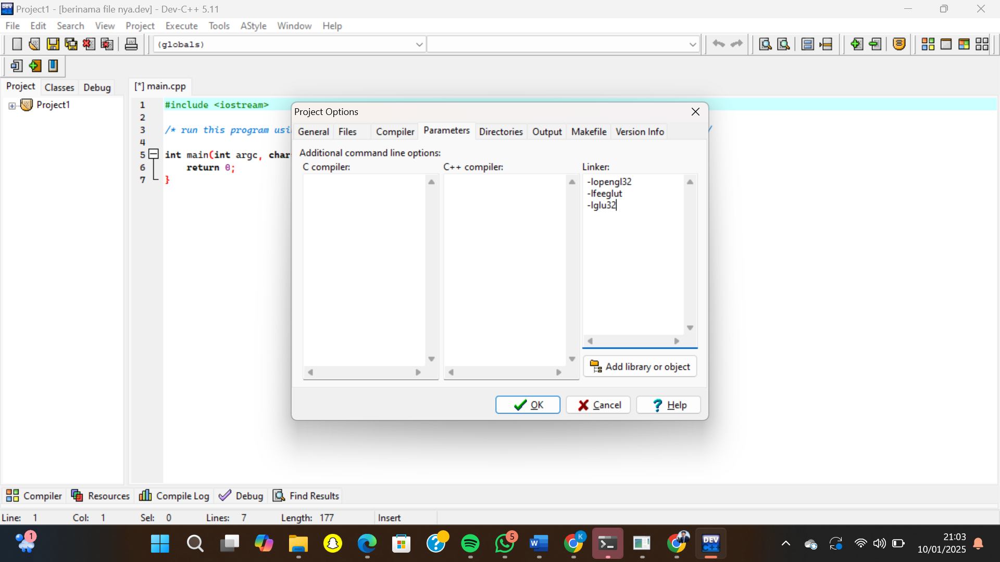 Project1 - [berinama file nya.dev] - Dev-C++ 5.11
File Edit Search View Project Execute Tools AStyle Window Help
(globals)
Project Classes Debug
[*] main.cpp
Project1
1 #include <iostream>
2
3 /* run this program usi /
4
5 int main(int argc, char
6 return 0;
7 }
Project Options
General Files Compiler Parameters Directories Output Makefile Version Info
Additional command line options:
C compiler: C++ compiler: Linker:
-lopengl32
-lfeeglut
-lglu32
Add library or object
OK Cancel Help
Compiler Resources Compile Log Debug Find Results
Line: 1 Col: 1 Sel: 0 Lines: 7 Length: 177 Insert
1
5
W
K
DEV
C++
21:03
10/01/2025